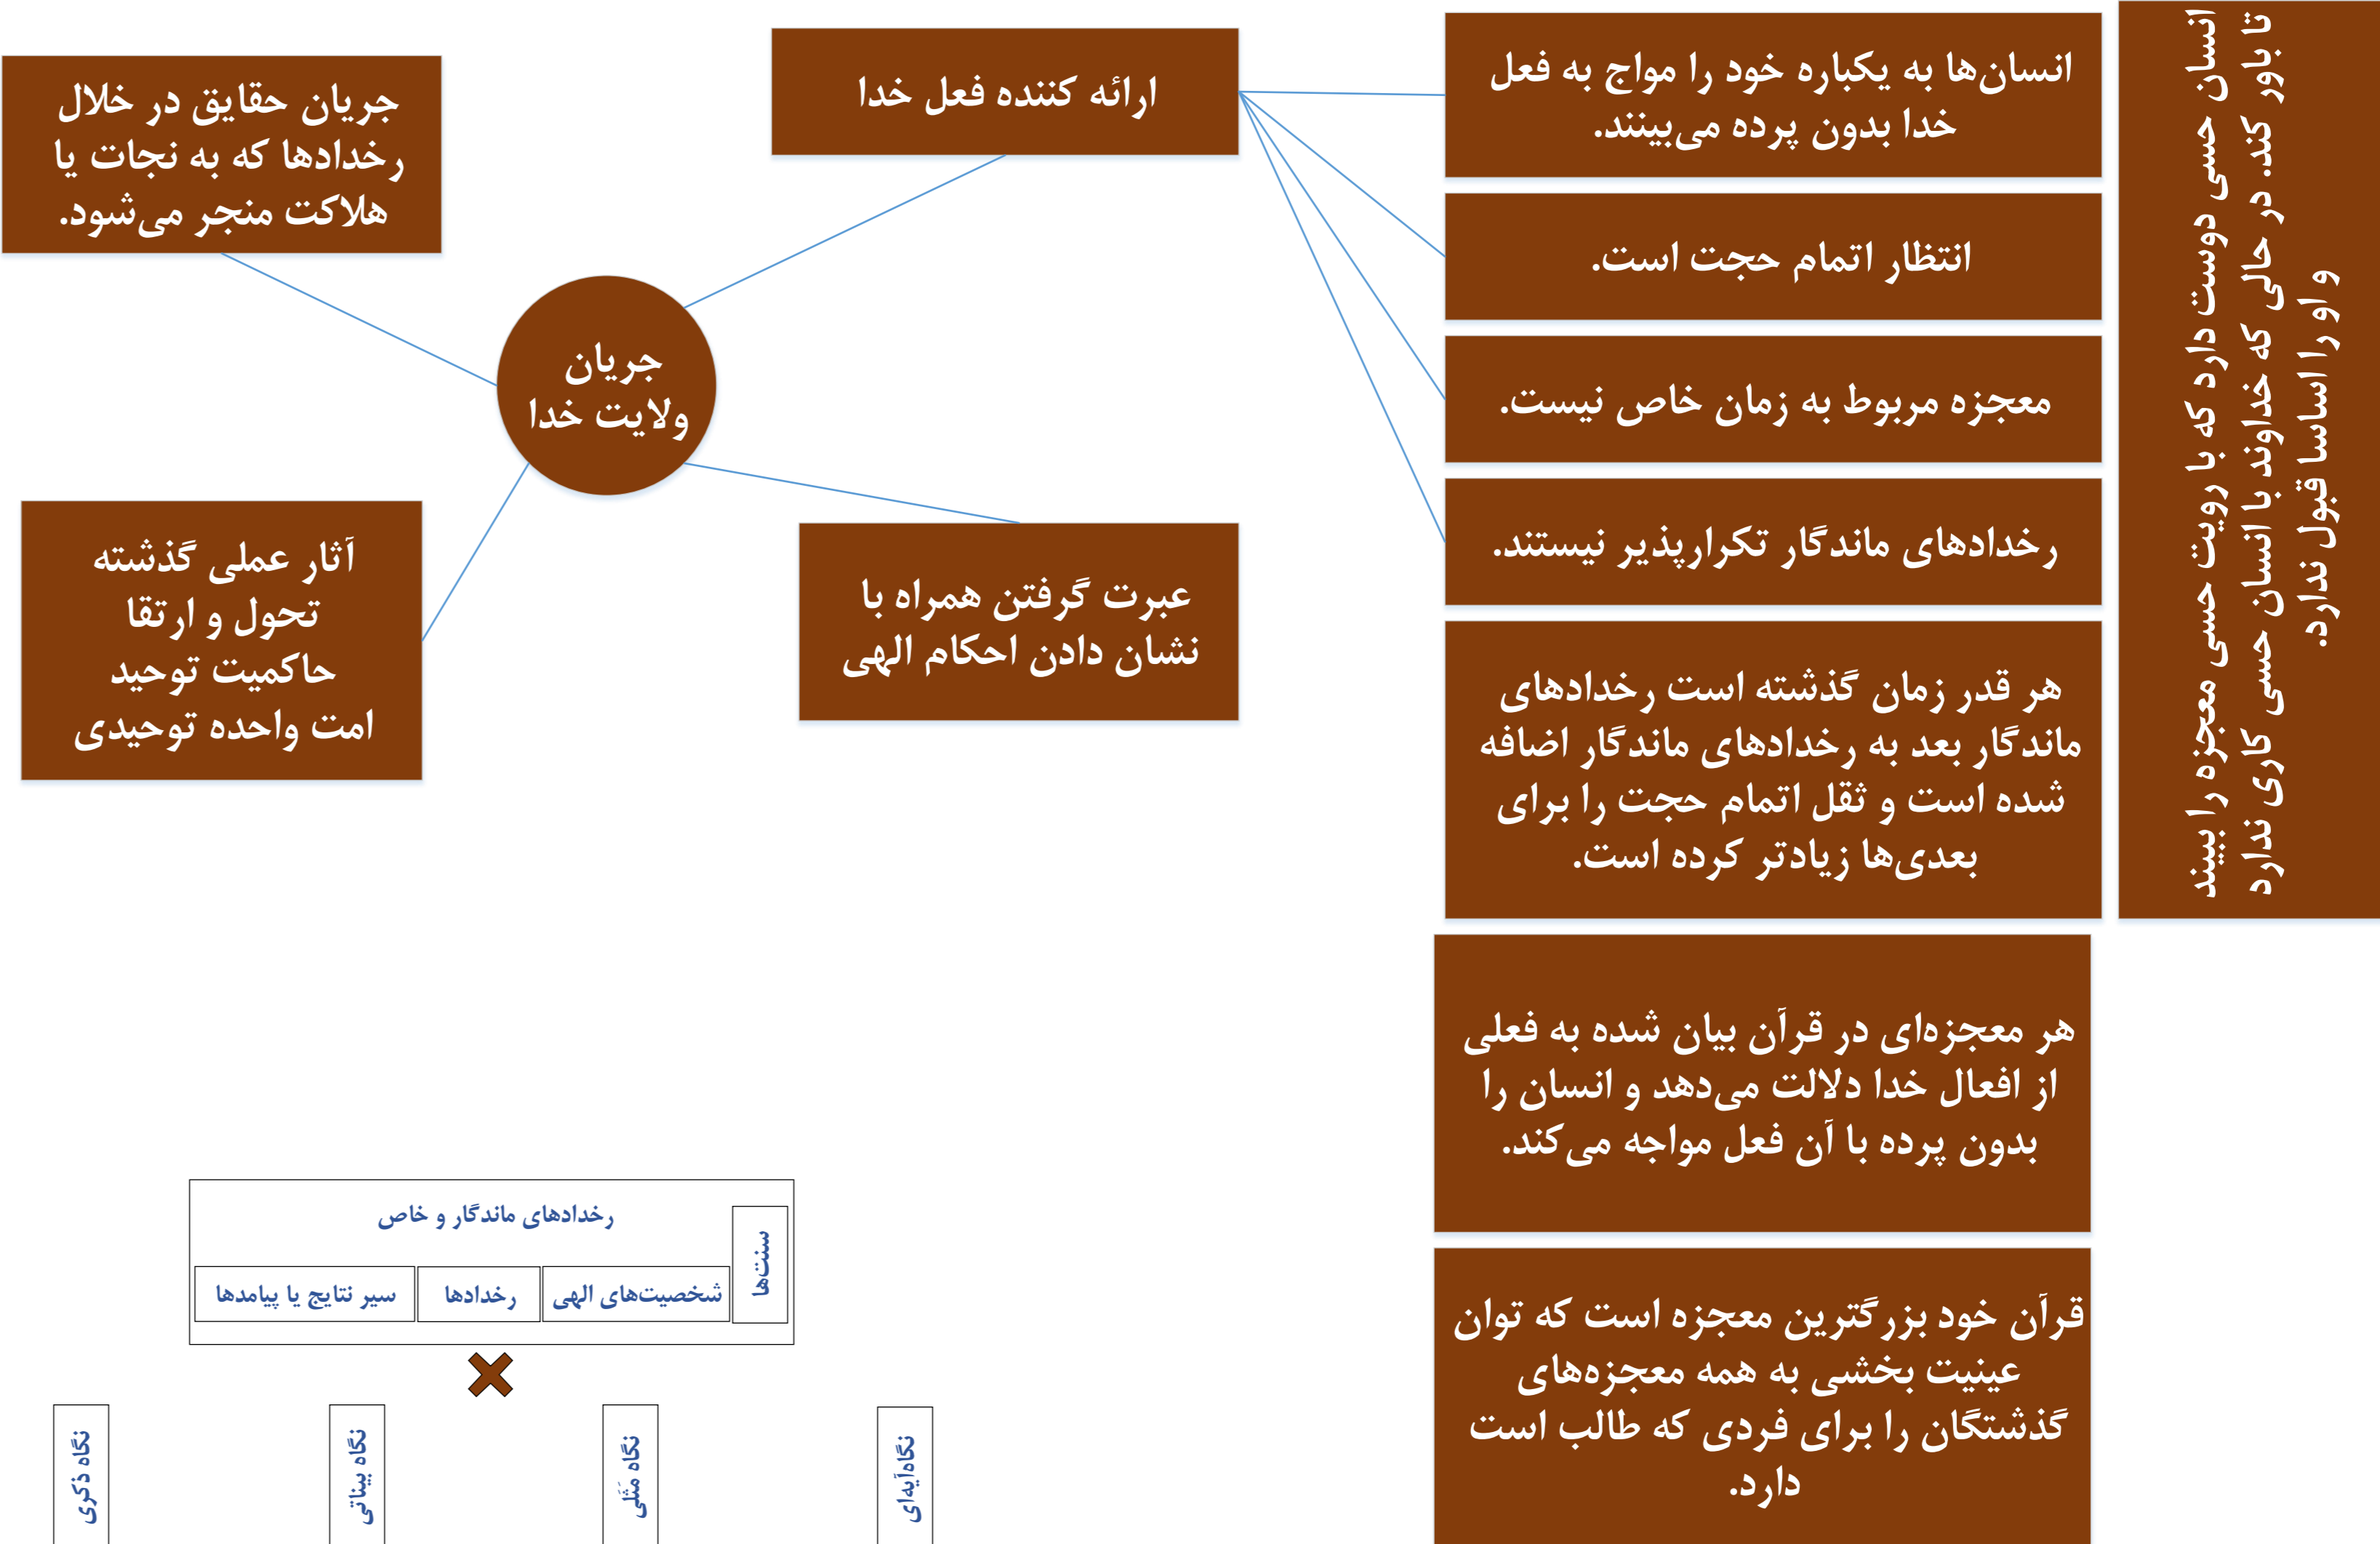 انسان حسی دوست دارد که با رویت حسی معجزه را ببیند
تا باور کند. در حالی که خداوند با انسان حسی کاری ندارد
و او را اساسا قبول ندارد.
انسان‌ها به یکباره خود را مواج به فعل
خدا بدون پرده می‌بینند.
انتظار اتمام حجت است.
معجزه مربوط به زمان خاص نیست.
رخدادهای ماندگار تکرارپذیر نیستند.
هر قدر زمان گذشته است رخدادهای
ماندگار بعد به رخدادهای ماندگار اضافه
شده است و ثقل اتمام حجت را برای
بعدی‌ها زیادتر کرده است.
هر معجزه‌ای در قرآن بیان شده به فعلی
از افعال خدا دلالت می‌دهد و انسان را
بدون پرده با آن فعل مواجه می‌کند.
قرآن خود بزرگترین معجزه است که توان
عینیت بخشی به همه معجزه‌های
گذشتگان را برای فردی که طالب است
دارد.
ارائه کننده فعل خدا
جریان حقایق در خلال
رخدادها که به نجات یا
هلاکت منجر می‌شود.
جریان
ولایت خدا
عبرت گرفتن همراه با
نشان دادن احکام الهی
آثار عملی گذشته
تحول و ارتقا
حاکمیت توحید
امت واحده توحیدی
رخدادهای ماندگار و خاص
سنت‌ها
شخصیت‌های الهی
رخدادها
سیر نتایج یا پیامدها
نگاه‌آیه‌ای
نگاه مَثَلی
نگاه بیناتی
نگاه ذکری